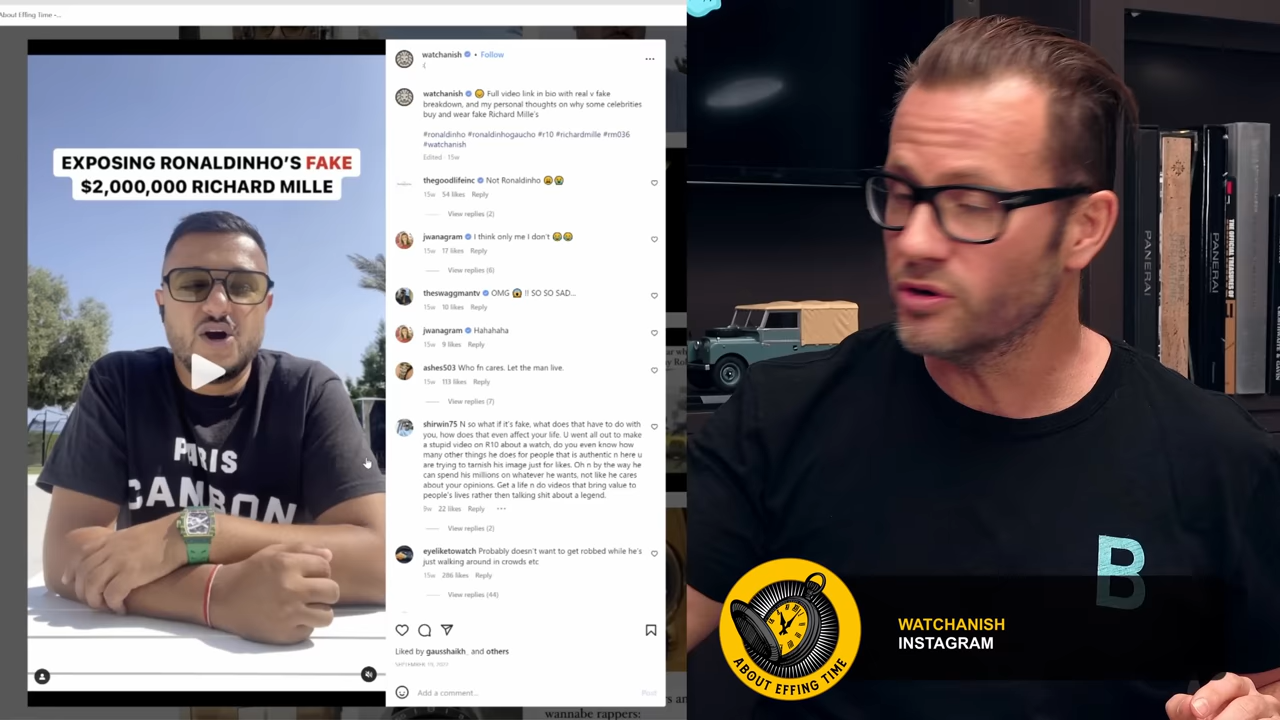 About Effing Time -...
EXPOSING RONALDINHO'S FAKE
$2,000,000 RICHARD MILLE
PARIS
CANNON
watchanish • Follow
watchanish 😄 Full video link in bio with real v fake
breakdown, and my personal thoughts on why some celebrities
buy and wear fake Richard Mille's
#ronaldinho #ronaldinhogaucho #r10 #richardmille #rm036
#watchanish
Edited · 15w
thegoodlifeinc Not Ronaldinho 😩😭
15w 54 likes Reply
View replies (2)
jwanagram I think only me I don't 😂😂
15w 17 likes Reply
View replies (6)
theswaggmantv OMG 😱 !! SO SO SAD...
15w 10 likes Reply
jwanagram Hahahaha
15w 9 likes Reply
ashes503 Who fn cares. Let the man live.
15w 113 likes Reply
View replies (7)
shirwin75 N so what if it's fake, what does that have to do with
you, how does that even affect your life. U went all out to make
a stupid video on R10 about a watch, do you even know how
many other things he does for people that is authentic n here u
are trying to tarnish his image just for likes. Oh n by the way he
can spend his millions on whatever he wants, not like he cares
about your opinions. Get a life n do videos that bring value to
people's lives rather then talking shit about a legend.
9w 22 likes Reply ...
View replies (2)
eyeliketowatch Probably doesn't want to get robbed while he's
just walking around in crowds etc
15w 286 likes Reply
View replies (44)
Liked by gausshaikh_ and others
Add a comment... Post
wannabe rappers:
PANERAI
PANERAI
B
WATCHANISH
INSTAGRAM
ABOUT EFFING TIME